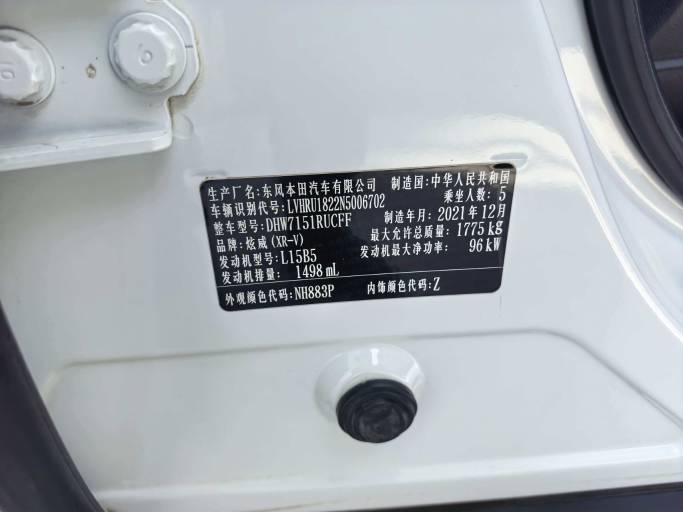 生产厂名:东风本田汽车有限公司 制造国:中华人民共和国
车辆识别代号:LVHRU1822N5006702 乘坐人数:5
整车型号:DHW7151RUCFF 制造年月:2021年12月
品牌:炫威(XR-V) 最大允许总质量:1775kg
发动机型号:L15B5 发动机最大净功率:96kW
发动机排量:1498mL
外观颜色代码:NH883P 内饰颜色代码:Z